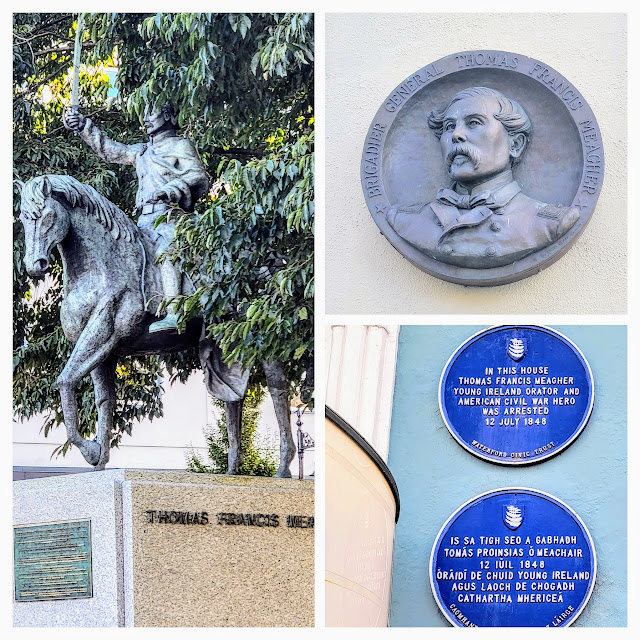 THOMAS FRANCIS MEA
BRIGADIER GENERAL THOMAS FRANCIS MEAGHER
IN THIS HOUSE
THOMAS FRANCIS MEAGHER
YOUNG IRELAND ORATOR AND
AMERICAN CIVIL WAR HERO
WAS ARRESTED
12 JULY 1848
WATERFORD CIVIC TRUST
IS SA TIGH SEO A GABHADH
TOMÁS PROINSIAS Ó MEACHAIR
12 IÚIL 1848
ÓRÁIDÍ DE CHUID YOUNG IRELAND
AGUS LAOCH DE CHOGADH
CATHARTHA MHERICEA
LÁIRGE